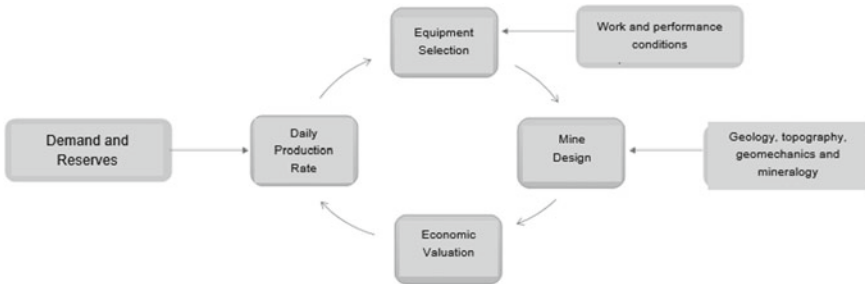 Equipment
Selection
Work and performance
conditions
Demand and
Reserves
Daily
Production
Rate
Mine
Design
Geology, topography,
geomechanics and
mineralogy
Economic
Valuation